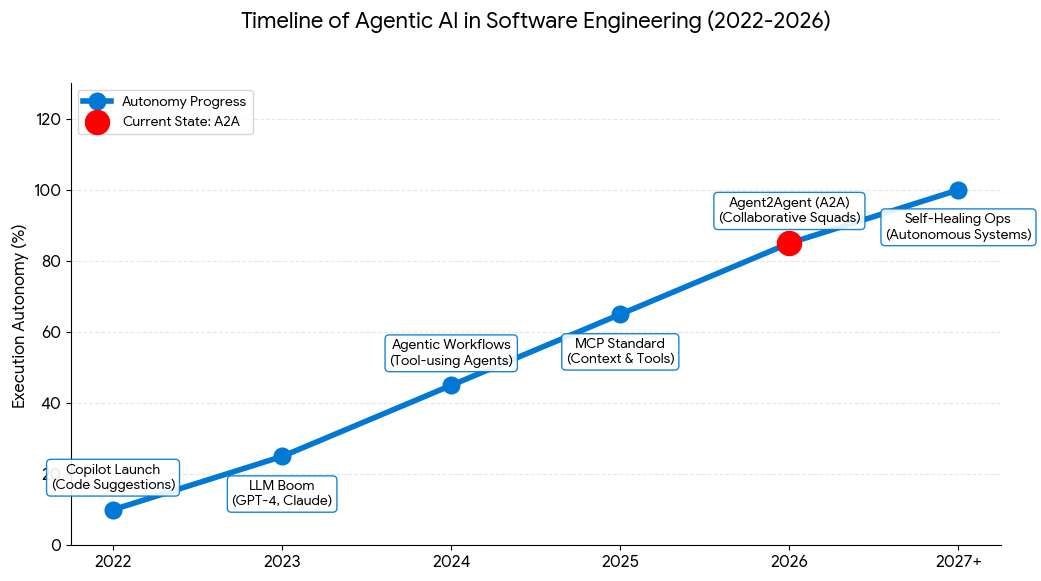 Timeline of Agentic AI in Software Engineering (2022-2026)
Autonomy Progress
Current State: A2A
Execution Autonomy (%)
120
100
80
60
40
20
0
Copilot Launch
(Code Suggestions)
LLM Boom
(GPT-4, Claude)
Agentic Workflows
(Tool-using Agents)
MCP Standard
(Context & Tools)
Agent2Agent (A2A)
(Collaborative Squads)
Self-Healing Ops
(Autonomous Systems)
2022
2023
2024
2025
2026
2027+